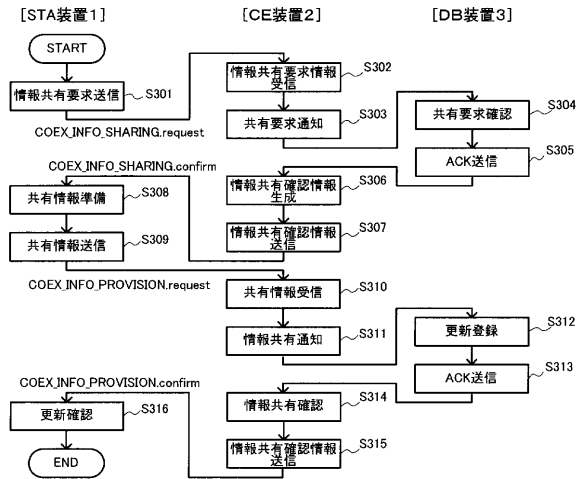 [STA装置1]
[CE装置2]
[DB装置3]
START
情報共有要求送信
S301
COEX_INFO_SHARING.request
情報共有要求情報
受信
S302
共有要求通知
S303
共有要求確認
S304
ACK送信
S305
情報共有確認情報
生成
S306
情報共有確認情報
送信
S307
COEX_INFO_SHARING.confirm
共有情報準備
S308
共有情報送信
S309
COEX_INFO_PROVISION.request
共有情報受信
S310
情報共有通知
S311
更新登録
S312
ACK送信
S313
情報共有確認
S314
情報共有確認情報
送信
S315
COEX_INFO_PROVISION.confirm
更新確認
S316
END